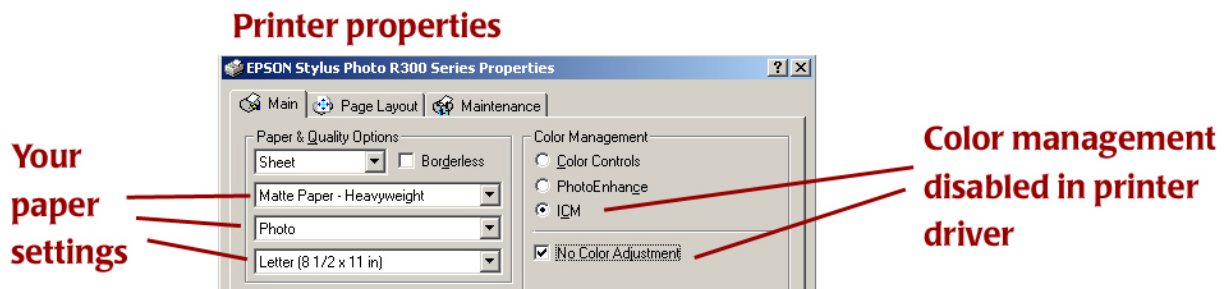 Printer properties
EPSON Stylus Photo R300 Series Properties
Main
Page Layout
Maintenance
Your
paper
settings
Paper & Quality Options
Sheet
Borderless
Matte Paper - Heavyweight
Photo
Letter (8 1/2 x 11 in)
Color Management
Color Controls
PhotoEnhance
ICM
No Color Adjustment
Color management
disabled in printer
driver